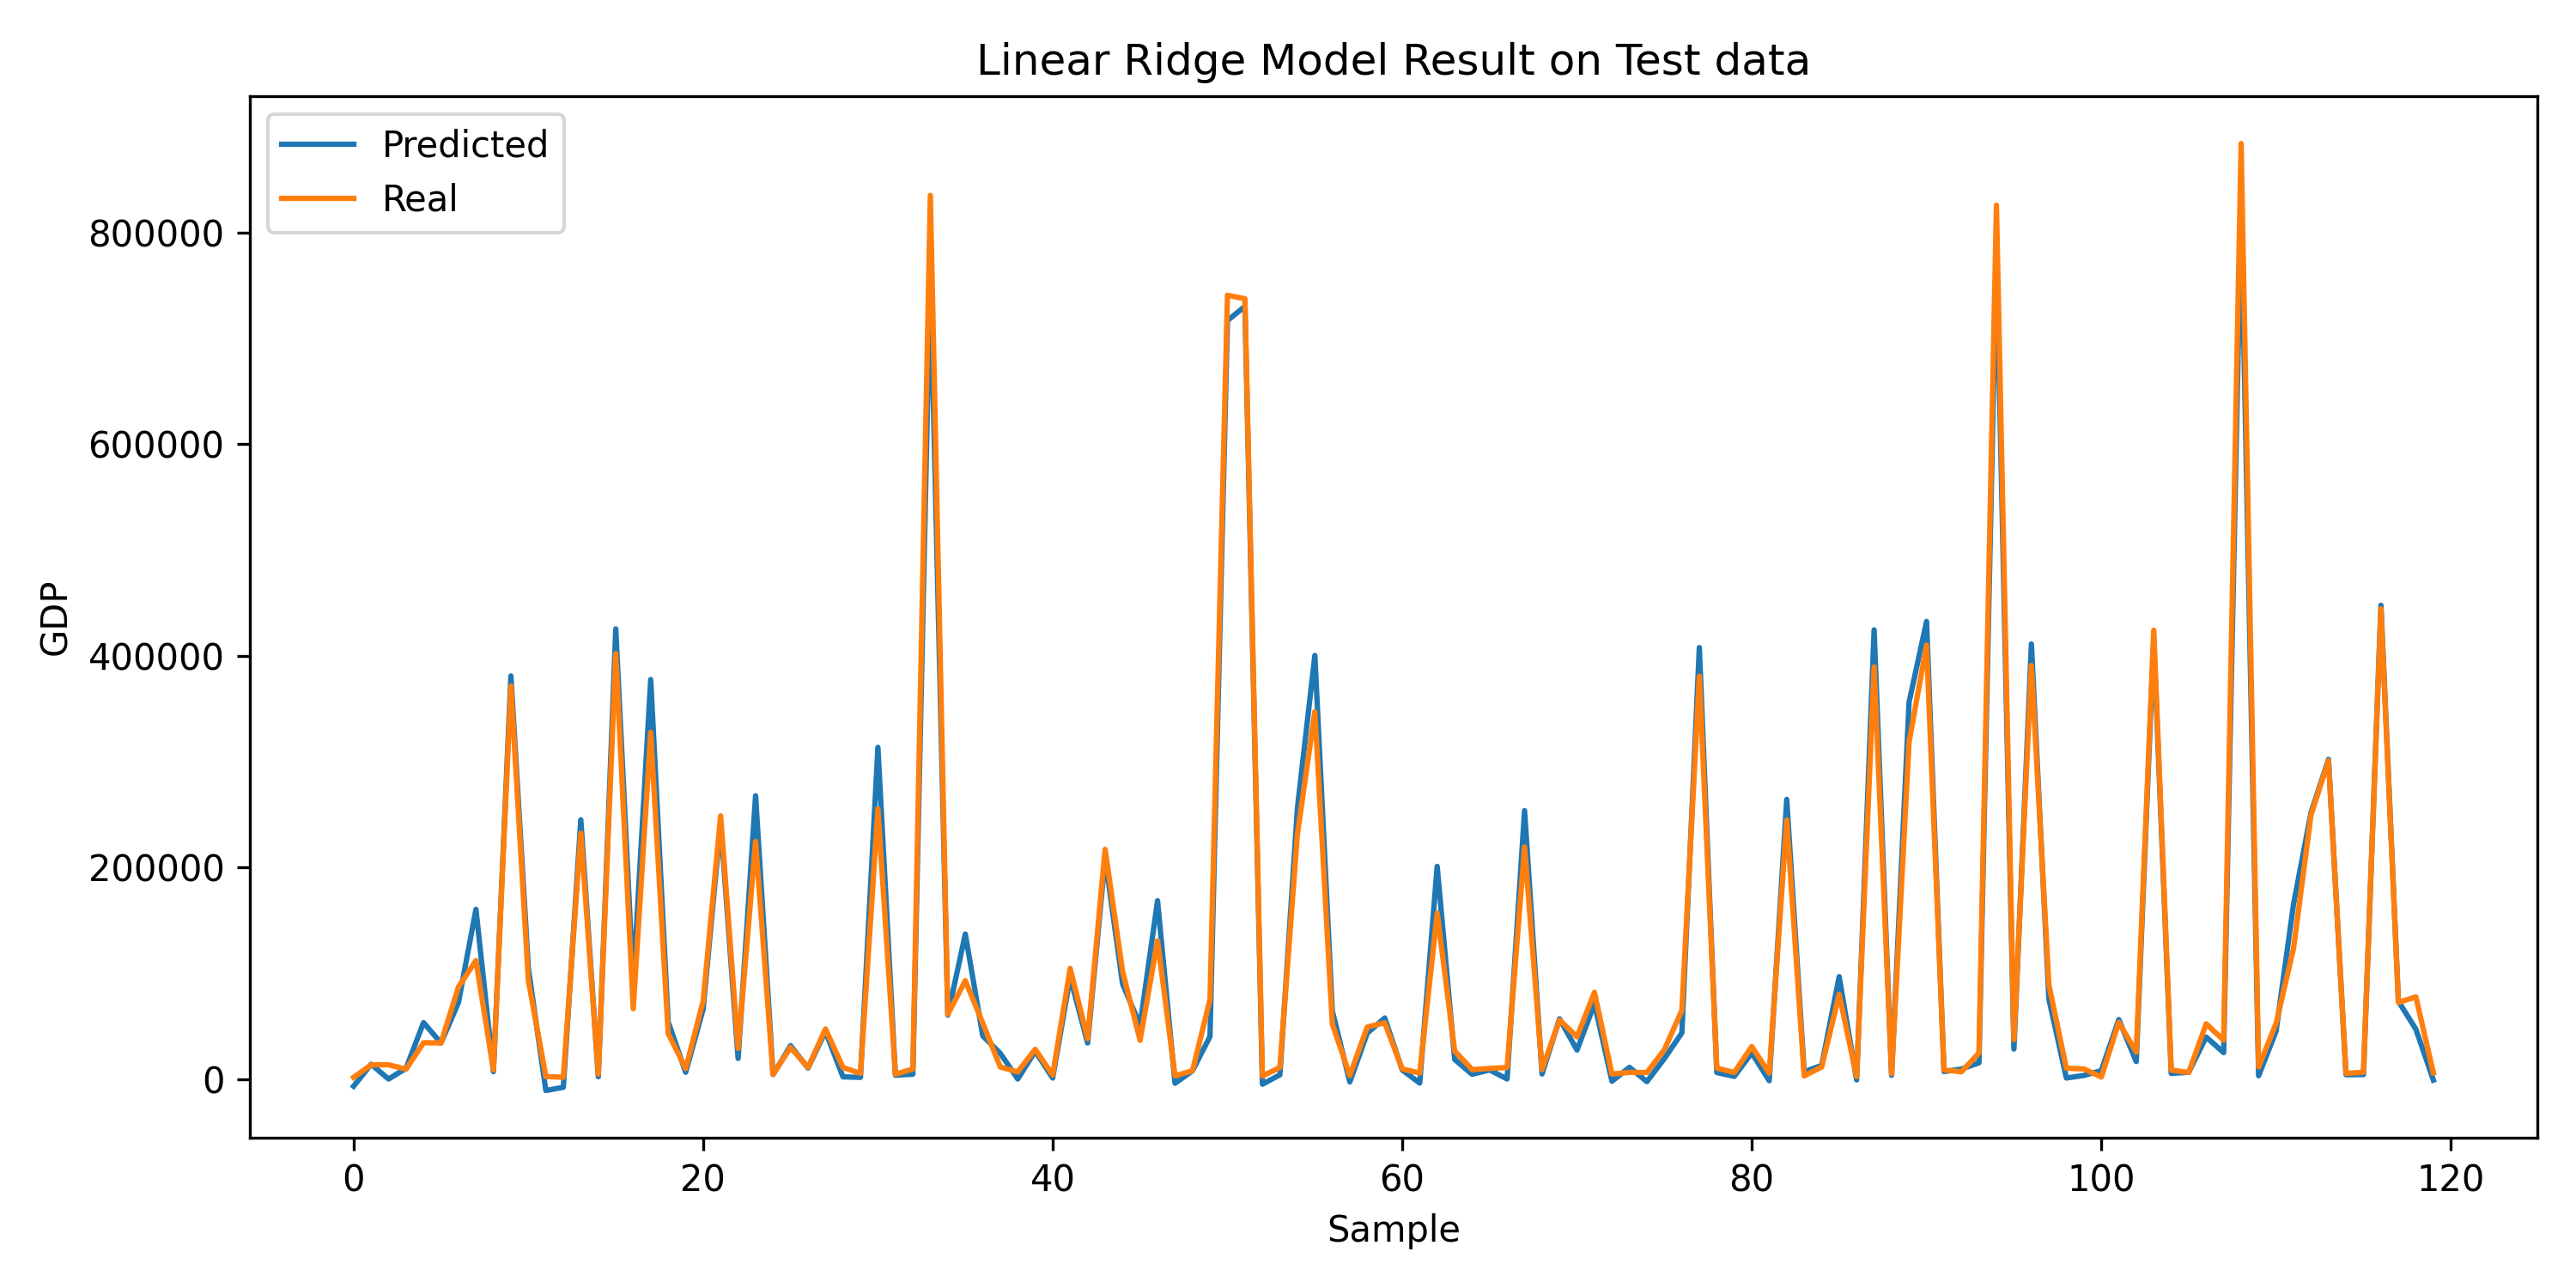 Linear Ridge Model Result on Test data
Predicted
Real
800000
600000
400000
200000
0
GDP
0 20 40 60 80 100 120
Sample